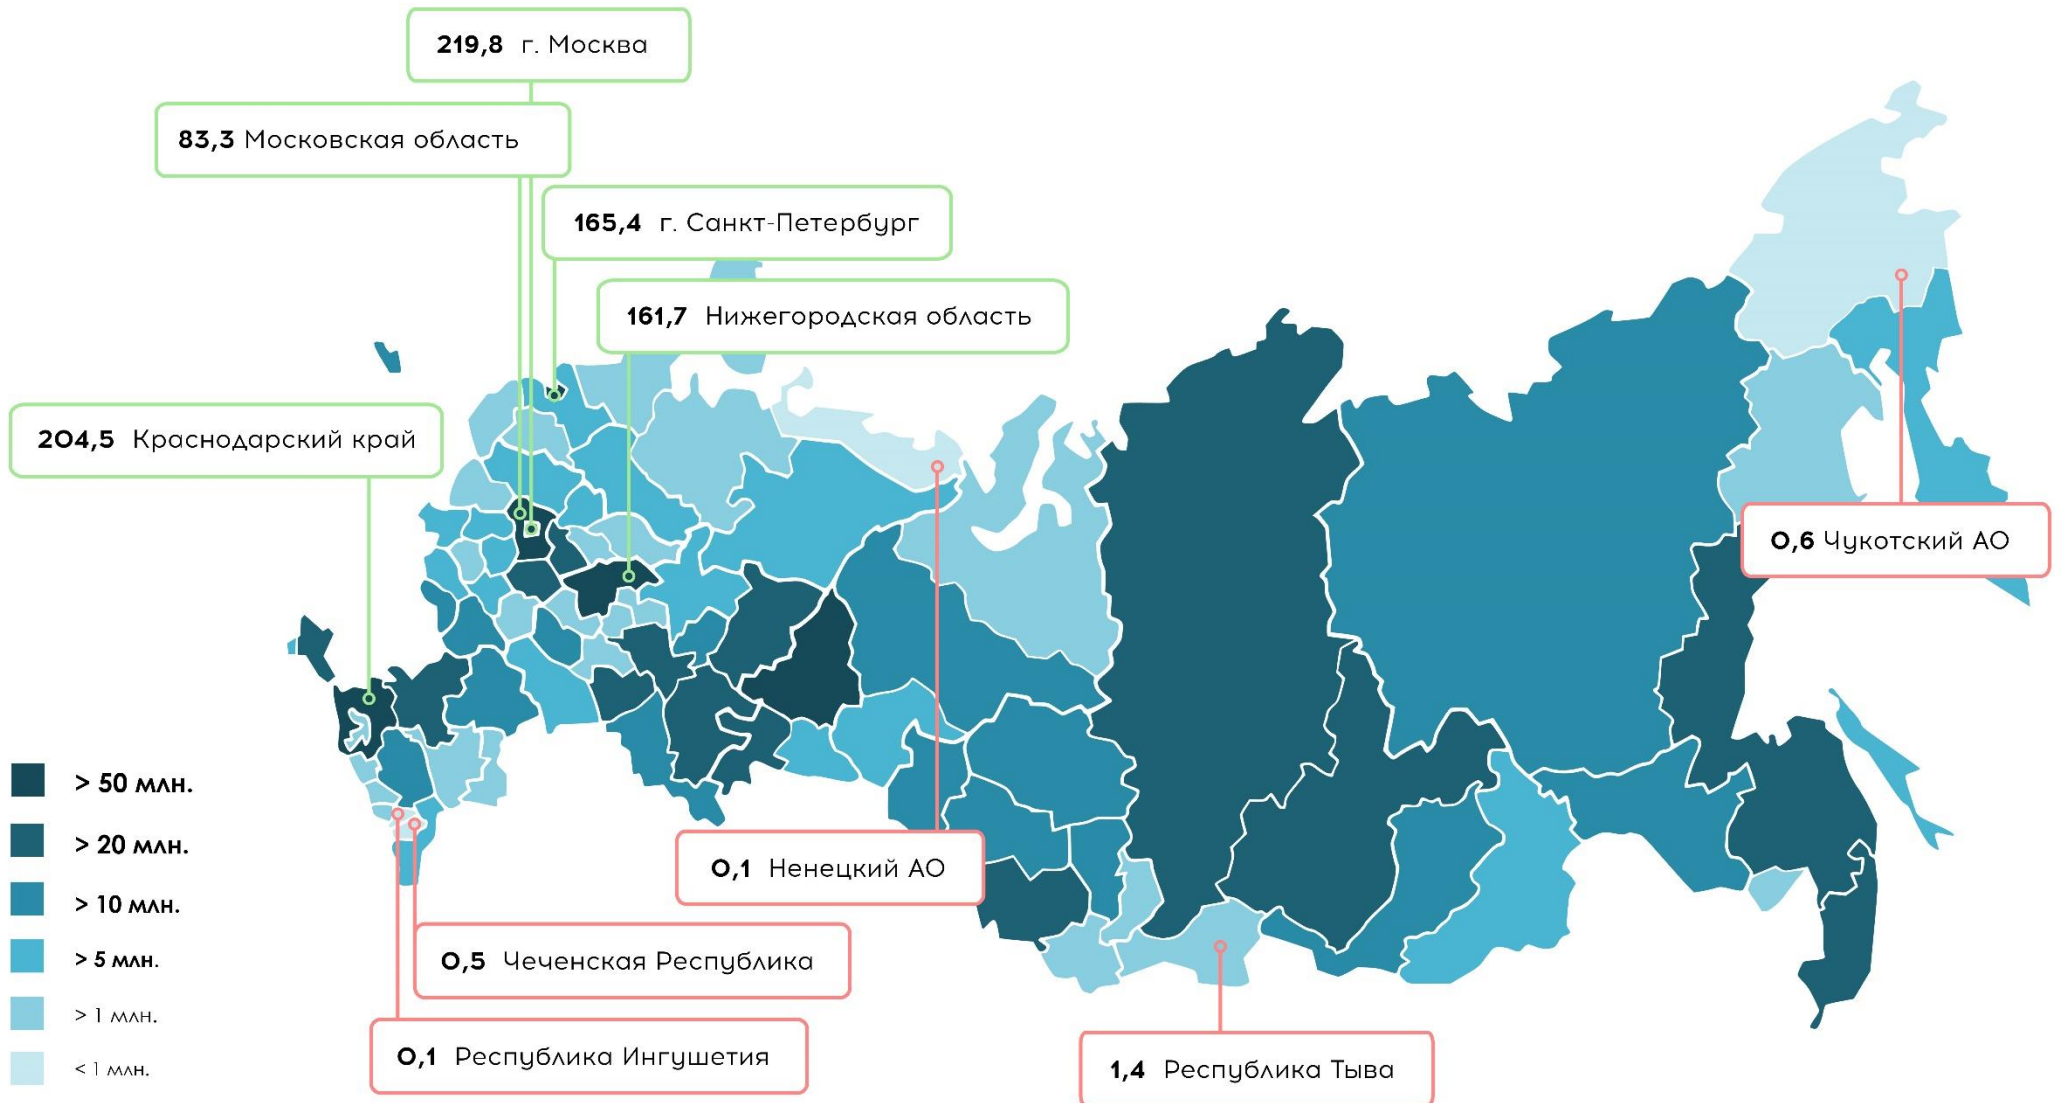 219,8 г. Москва
83,3 Московская область
165,4 г. Санкт-Петербург
161,7 Нижегородская область
204,5 Краснодарский край
0,6 Чукотский АО
> 50 млн.
> 20 млн.
> 10 млн.
> 5 млн.
> 1 млн.
< 1 млн.
0,1 Ненецкий АО
0,5 Чеченская Республика
0,1 Республика Ингушетия
1,4 Республика Тыва